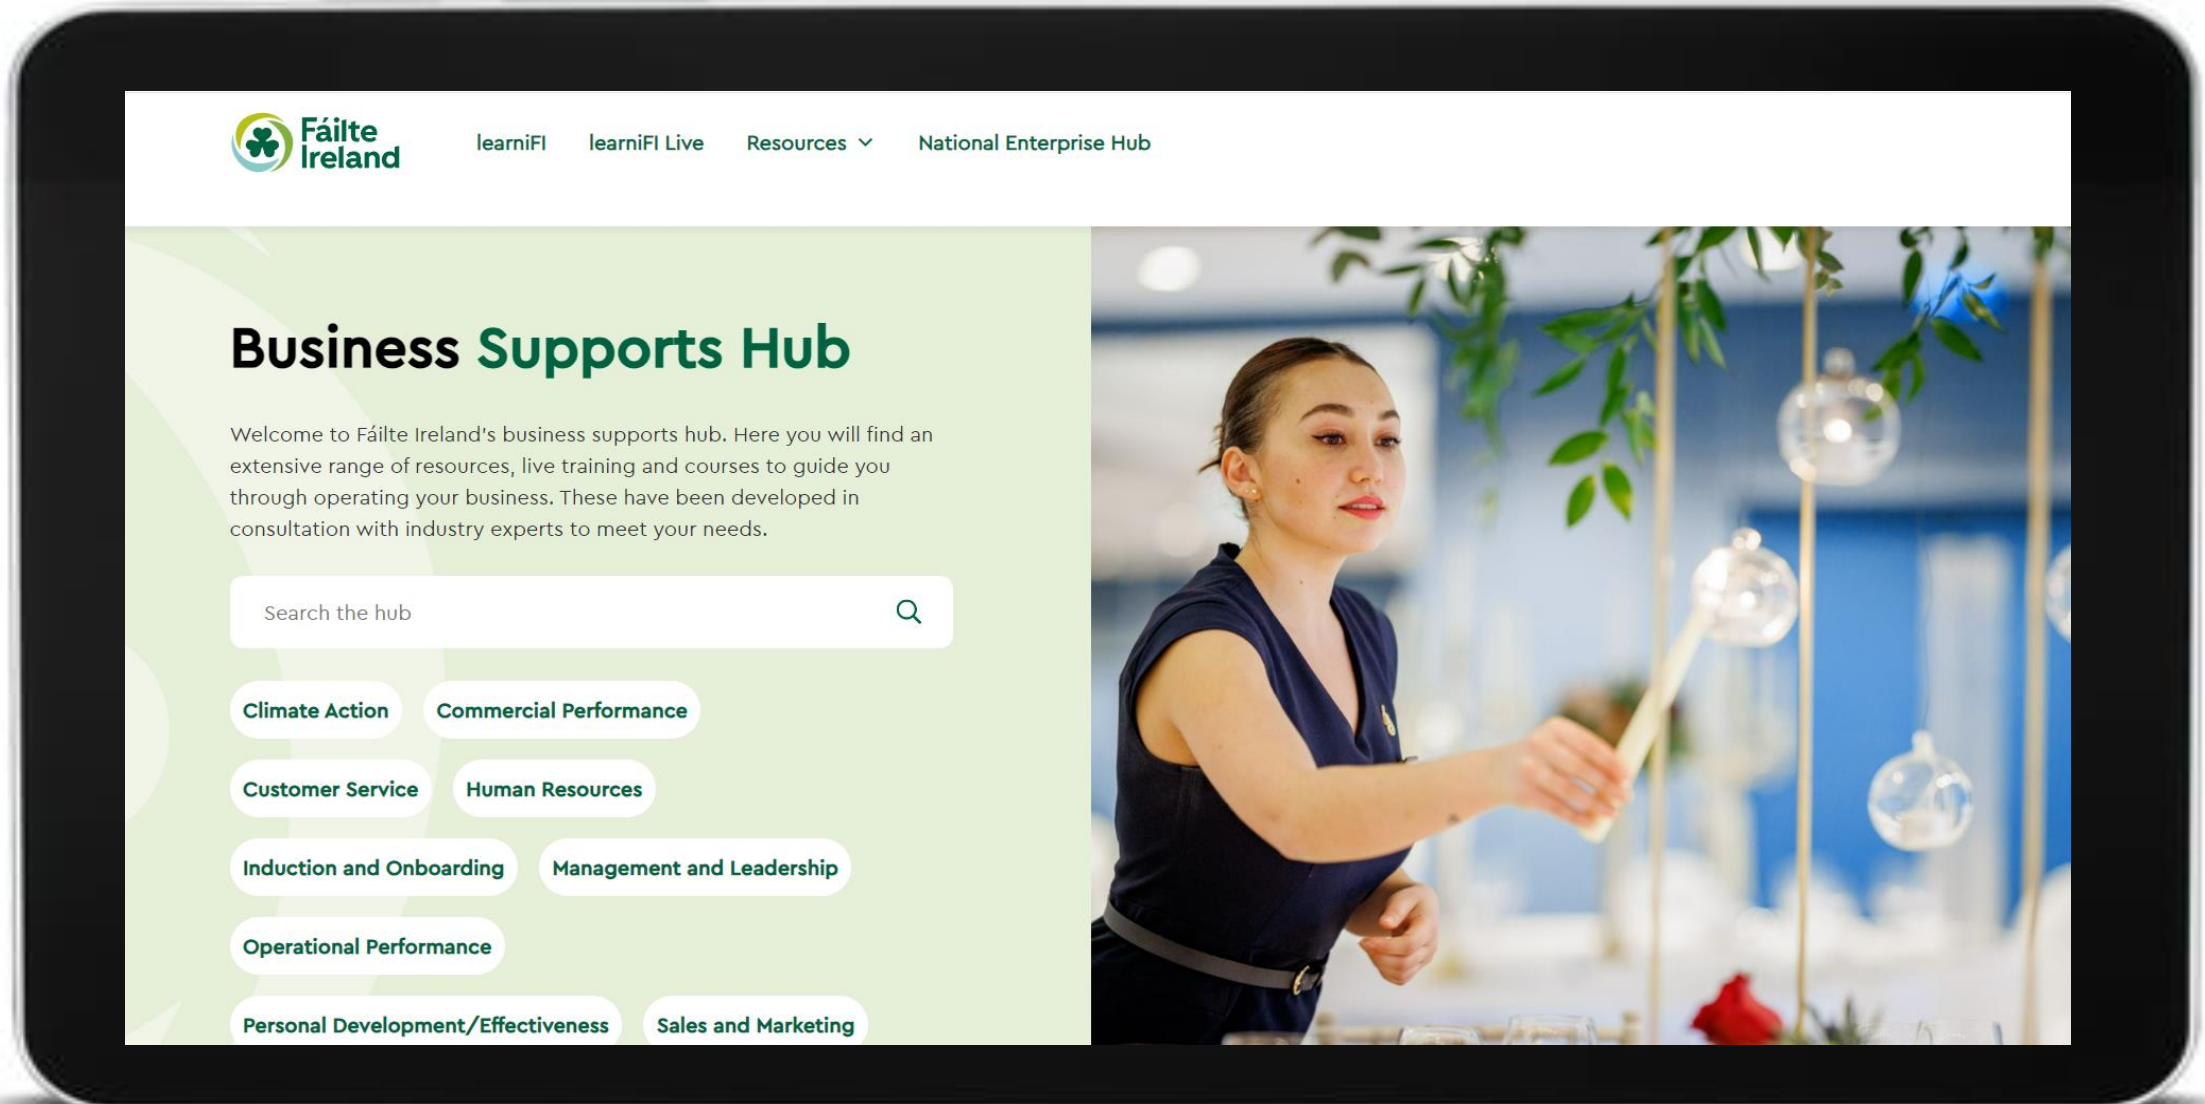 Fáilte
Ireland
learniFI
learniFI Live
Resources
National Enterprise Hub
Business Supports Hub
Welcome to Fáilte Ireland's business supports hub. Here you will find an
extensive range of resources, live training and courses to guide you
through operating your business. These have been developed in
consultation with industry experts to meet your needs.
Search the hub
Climate Action
Commercial Performance
Customer Service
Human Resources
Induction and Onboarding
Management and Leadership
Operational Performance
Personal Development/Effectiveness
Sales and Marketing